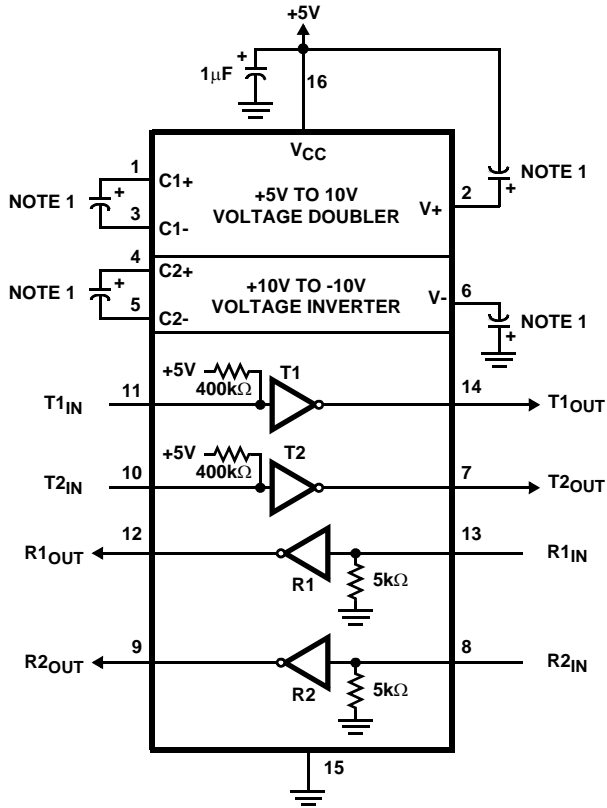 +5V
+
1μF
16
VCC
1
C1+
NOTE 1
+
3
C1-
+5V TO 10V
VOLTAGE DOUBLER
V+
2
NOTE 1
+
4
C2+
NOTE 1
+
5
C2-
+10V TO -10V
VOLTAGE INVERTER
V-
6
NOTE 1
+
T1IN
11
+5V
400kΩ
T1
14
T1OUT
T2IN
10
+5V
400kΩ
T2
7
T2OUT
R1OUT
12
R1
5kΩ
13
R1IN
R2OUT
9
R2
5kΩ
8
R2IN
15